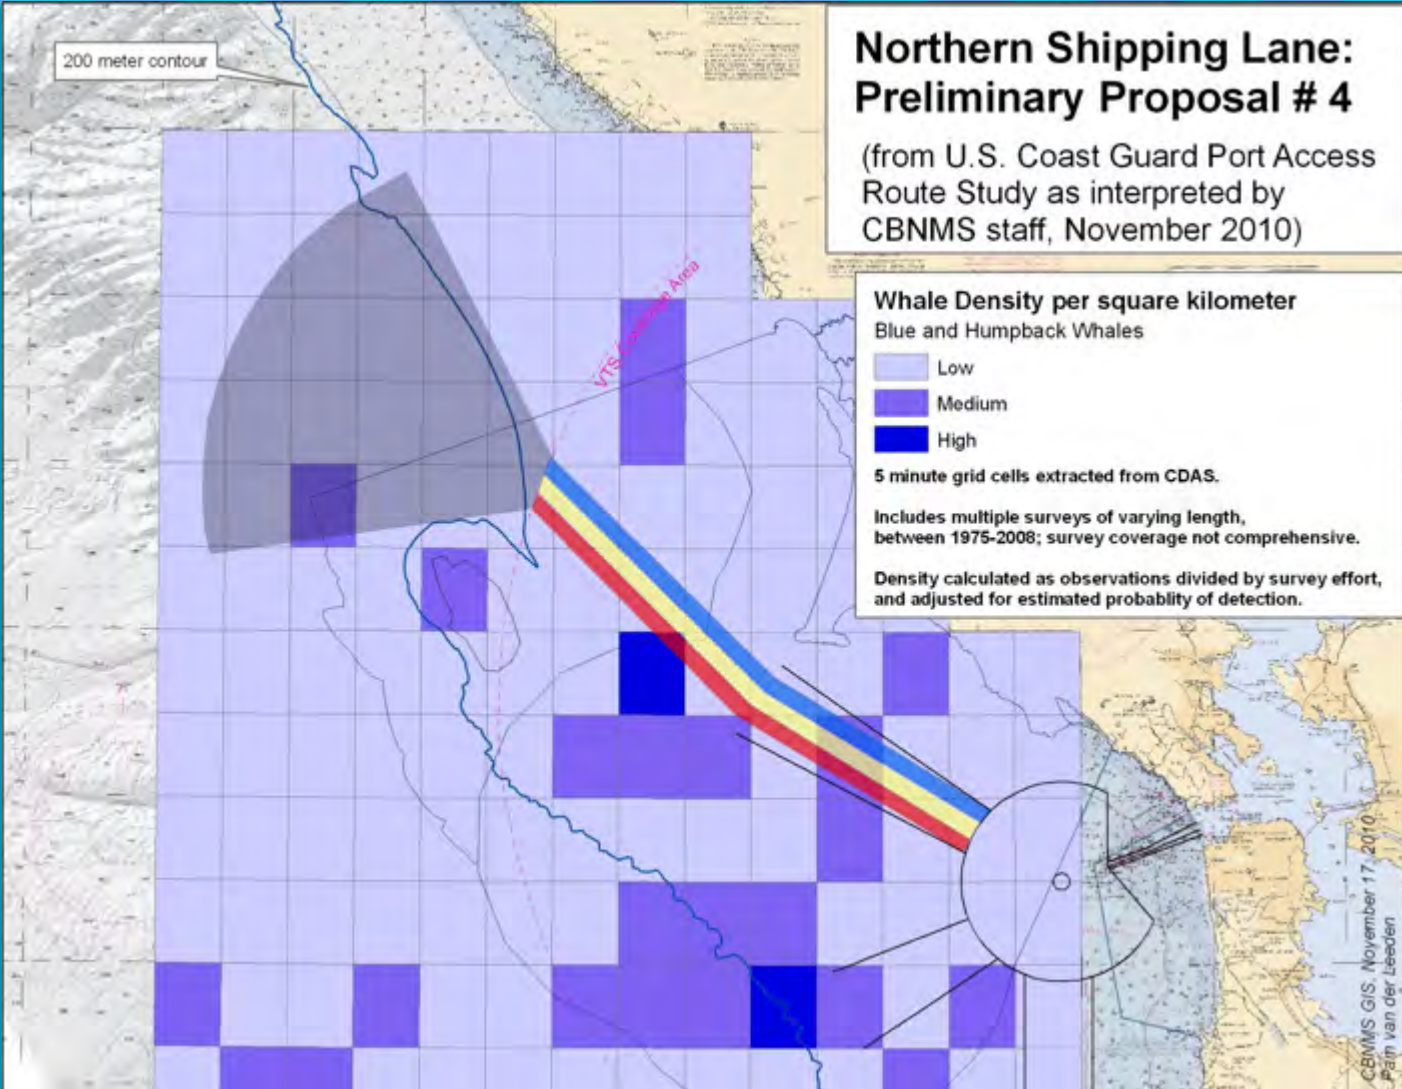 200 meter contour
Northern Shipping Lane:
Preliminary Proposal # 4
(from U.S. Coast Guard Port Access
Route Study as interpreted by
CBNMS staff, November 2010)
VTS Coverage Area
Whale Density per square kilometer
Blue and Humpback Whales
Low
Medium
High
5 minute grid cells extracted from CDAS.
Includes multiple surveys of varying length,
between 1975-2008; survey coverage not comprehensive.
Density calculated as observations divided by survey effort,
and adjusted for estimated probablity of detection.
CBNMS GIS, November 17, 2010
Pam van der Leeden